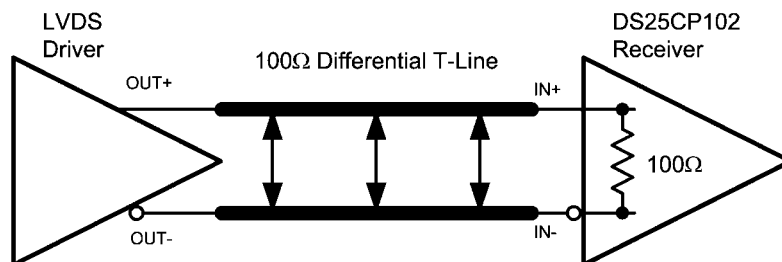 LVDS
Driver
DS25CP102
Receiver
100Ω Differential T-Line
OUT+
IN+
100Ω
OUT-
IN-